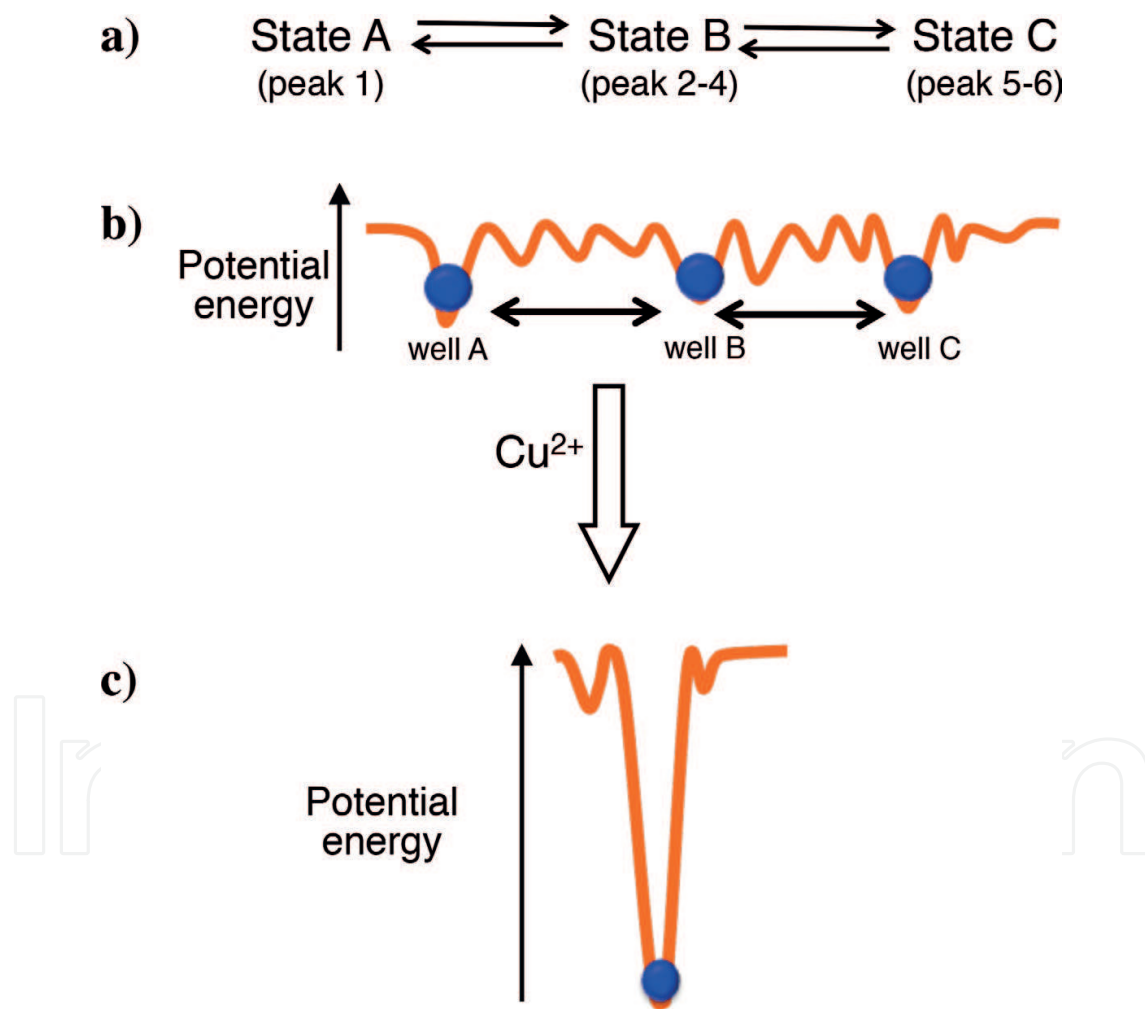 a) State A State B State C
(peak 1) (peak 2-4) (peak 5-6)
b)
Potential
energy
well A well B well C
Cu²⁺
c)
Potential
energy